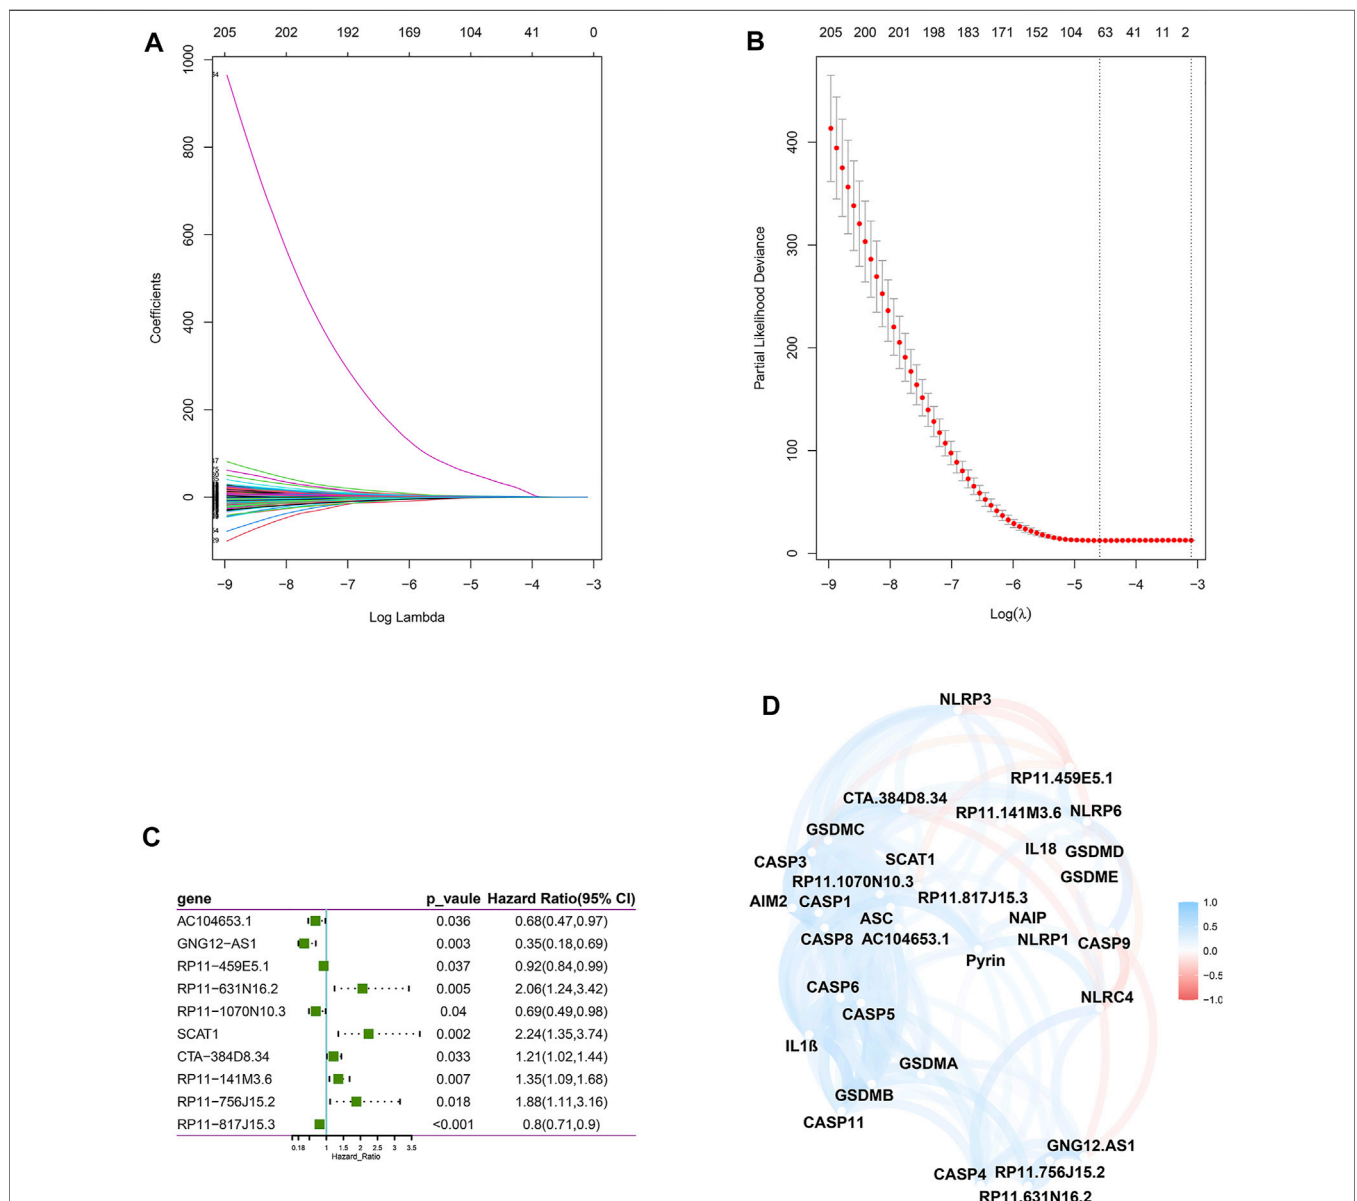 A
205 202 192 169 104 41 0
1000
800
600
400
200
0
Coefficients
−9 −8 −7 −6 −5 −4 −3
Log Lambda
B
205 200 201 198 183 171 152 104 63 41 11 2
400
300
200
100
0
Partial Likelihood Deviance
−9 −8 −7 −6 −5 −4 −3
Log(λ)
C
gene p_vaule Hazard Ratio(95% CI)
AC104653.1 0.036 0.68(0.47,0.97)
GNG12−AS1 0.003 0.35(0.18,0.69)
RP11−459E5.1 0.037 0.92(0.84,0.99)
RP11−631N16.2 0.005 2.06(1.24,3.42)
RP11−1070N10.3 0.04 0.69(0.49,0.98)
SCAT1 0.002 2.24(1.35,3.74)
CTA−384D8.34 0.033 1.21(1.02,1.44)
RP11−141M3.6 0.007 1.35(1.09,1.68)
RP11−756J15.2 0.018 1.88(1.11,3.16)
RP11−817J15.3 <0.001 0.8(0.71,0.9)
0.18 1 1.5 2 2.5 3 3.5
Hazard_Ratio
D
NLRP3
RP11.459E5.1
CTA.384D8.34
RP11.141M3.6 NLRP6
GSDMC
IL18 GSDMD
CASP3 SCAT1
GSDME
RP11.1070N10.3
RP11.817J15.3
AIM2 CASP1
ASC NAIP
CASP8 AC104653.1 NLRP1 CASP9
Pyrin
CASP6
NLRC4
CASP5
IL1ß
GSDMA
GSDMB
CASP11
GNG12.AS1
CASP4 RP11.756J15.2
RP11.631N16.2
1.0
0.5
0.0
−0.5
−1.0